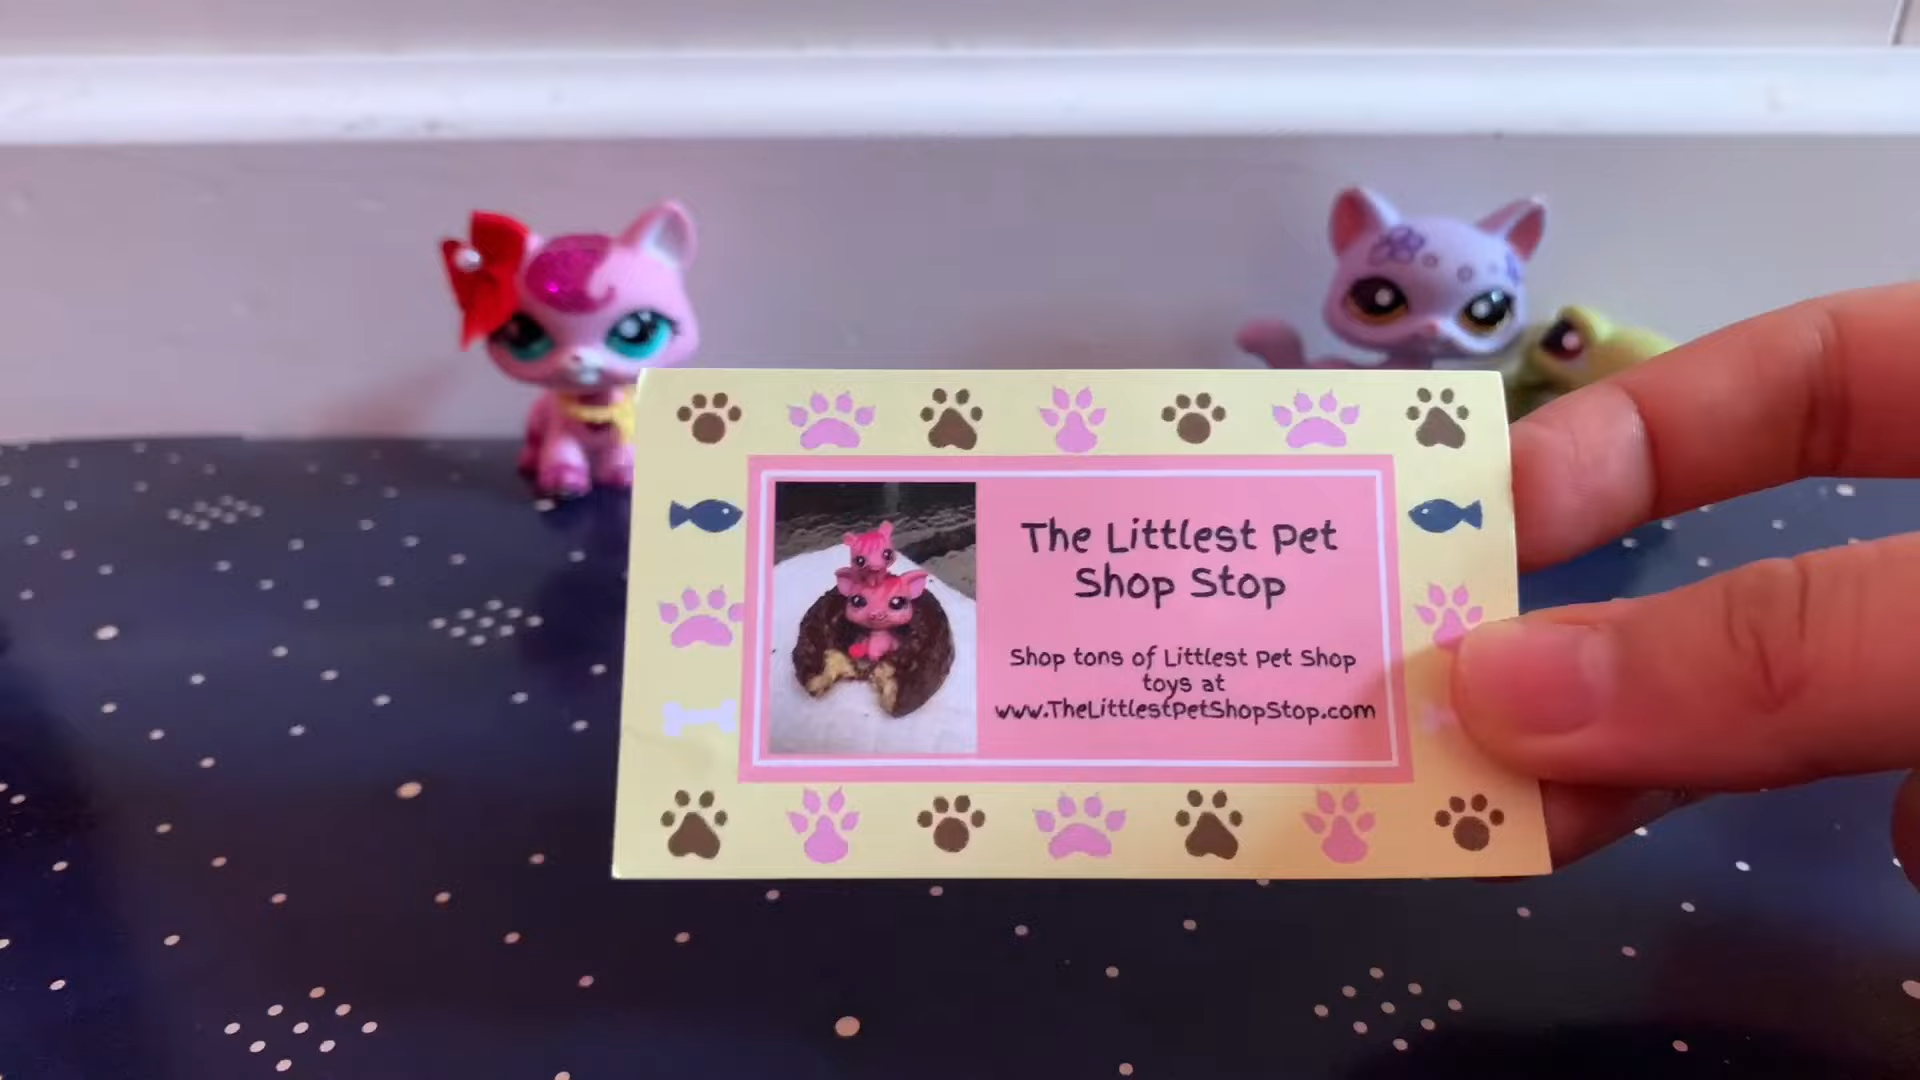 The Littlest Pet
Shop Stop
Shop tons of Littlest Pet Shop
toys at
www.TheLittlestPetShopStop.com